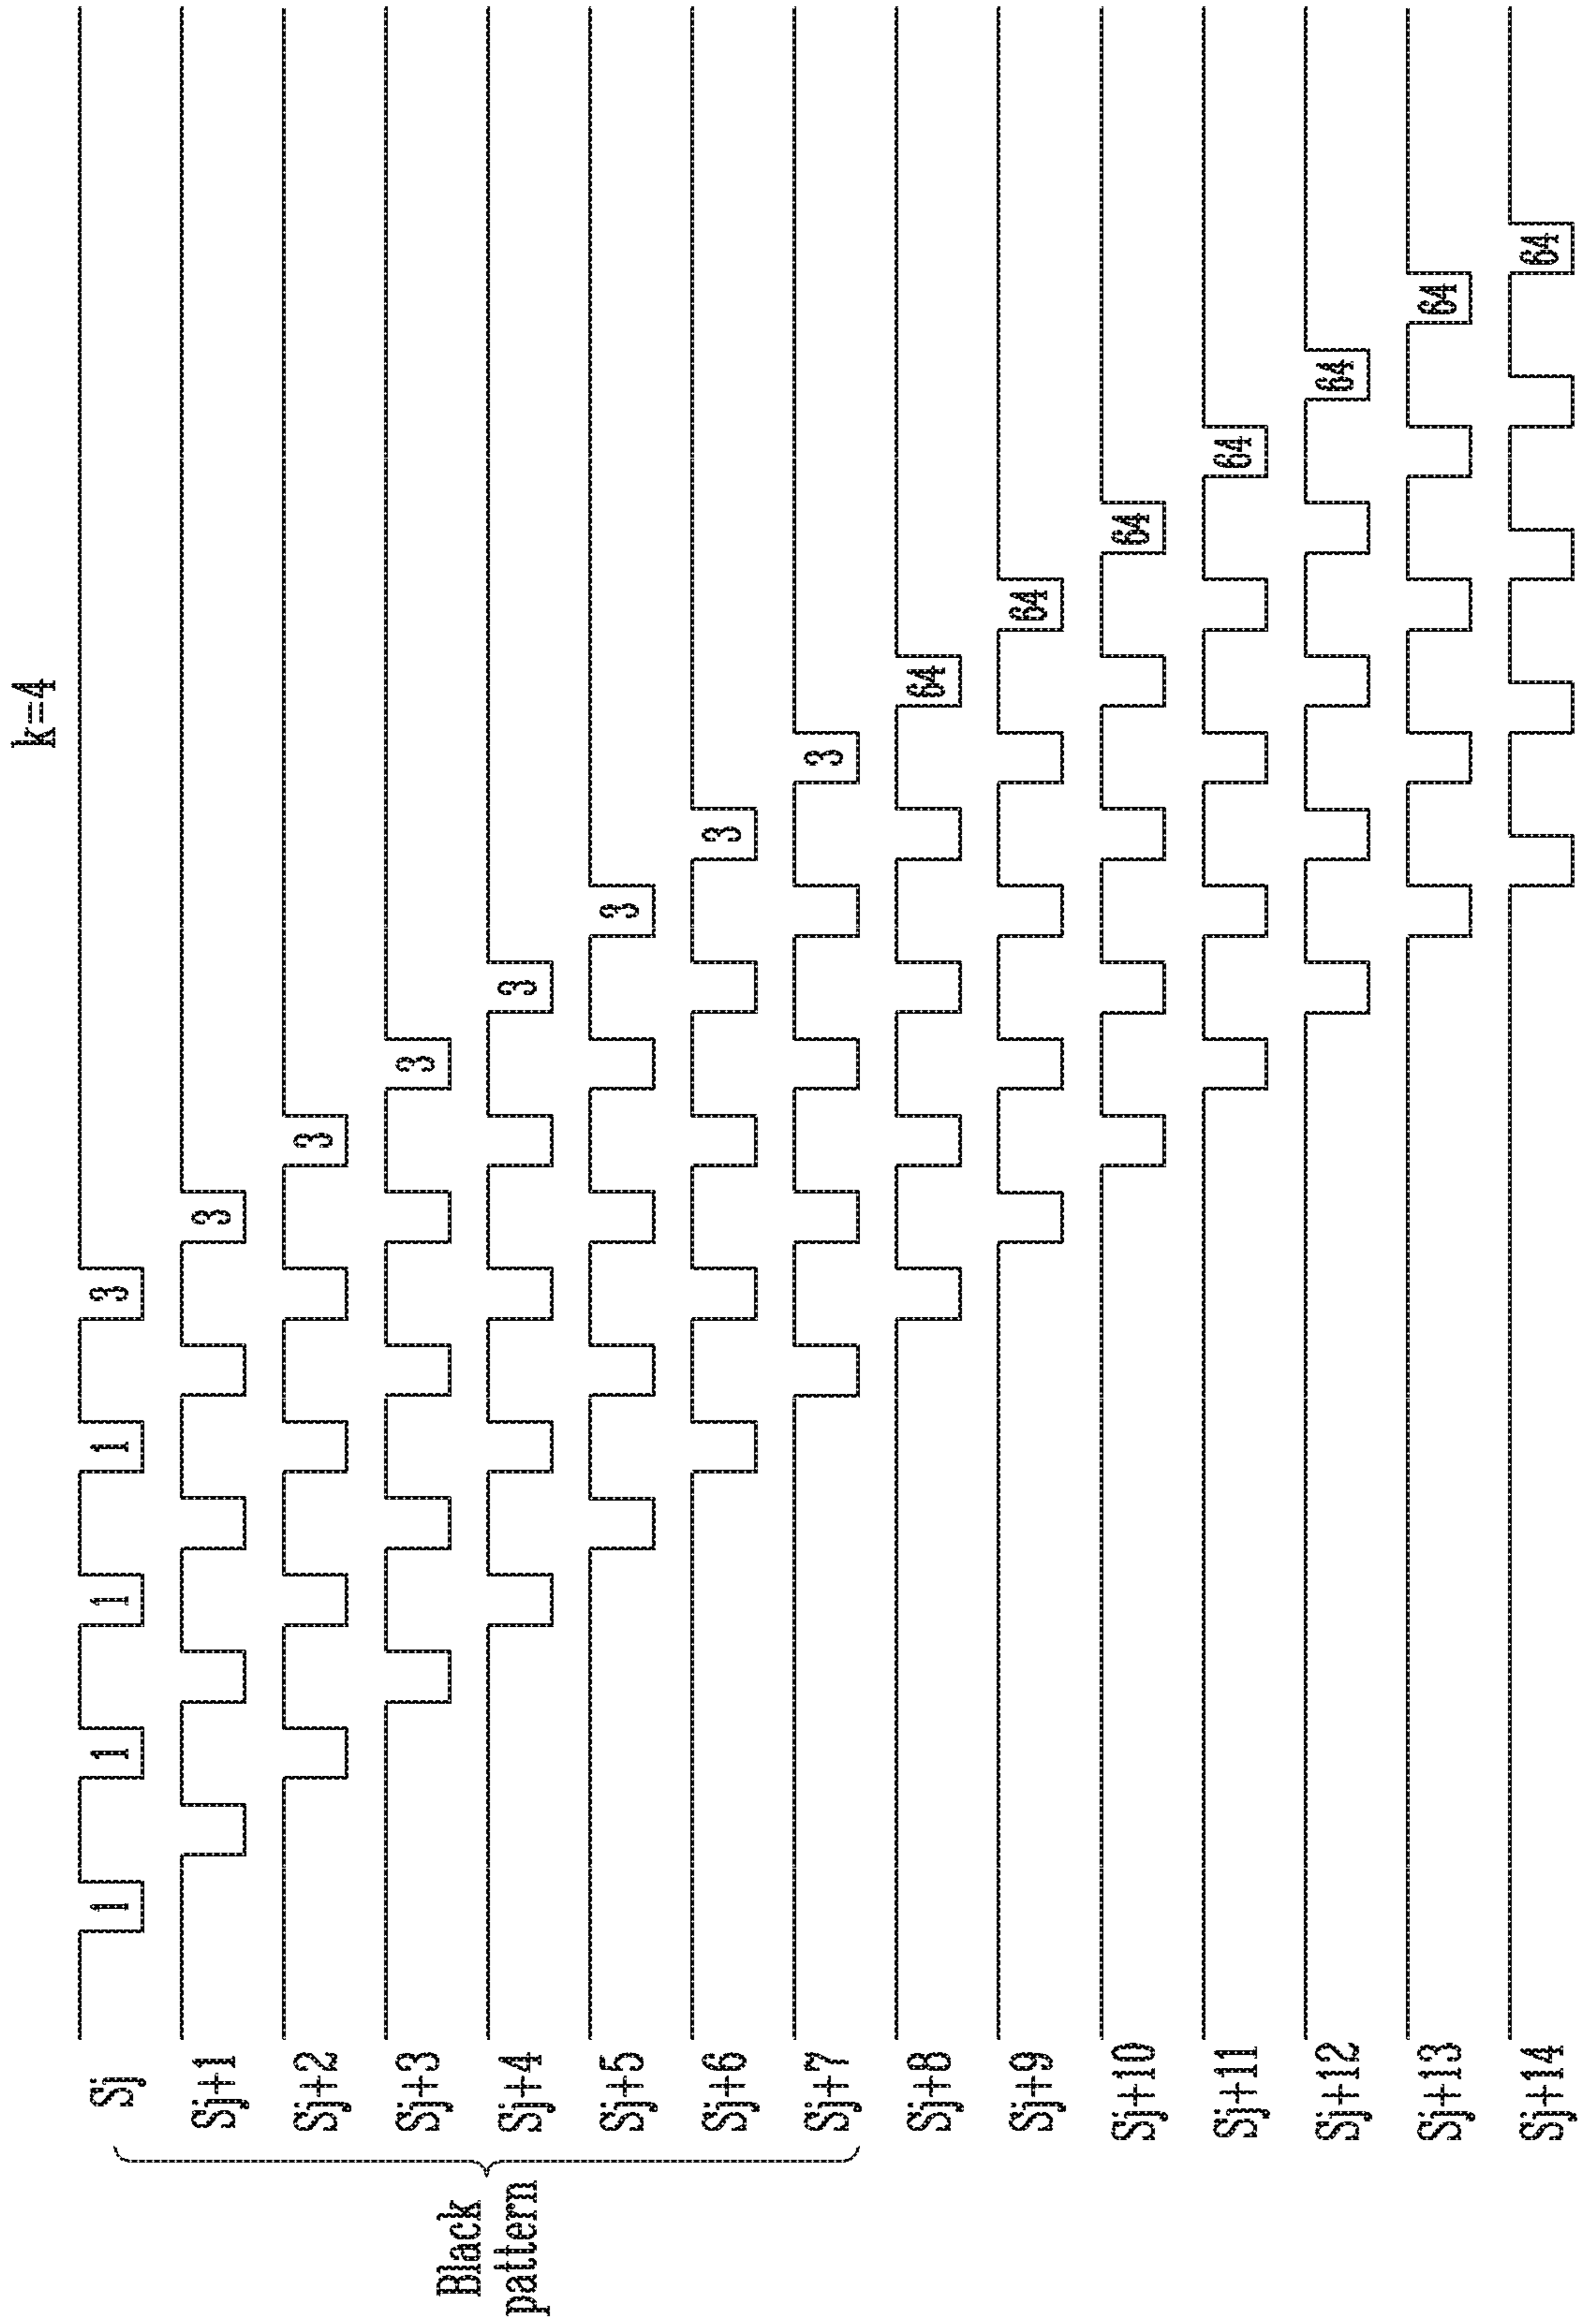 k=4
Black
pattern
Sj 1 1 1 1 3
Sj+1 3
Sj+2 3
Sj+3 3
Sj+4 3
Sj+5 3
Sj+6 3
Sj+7 3
Sj+8 64
Sj+9 64
Sj+10 64
Sj+11 64
Sj+12 64
Sj+13 64
Sj+14 64